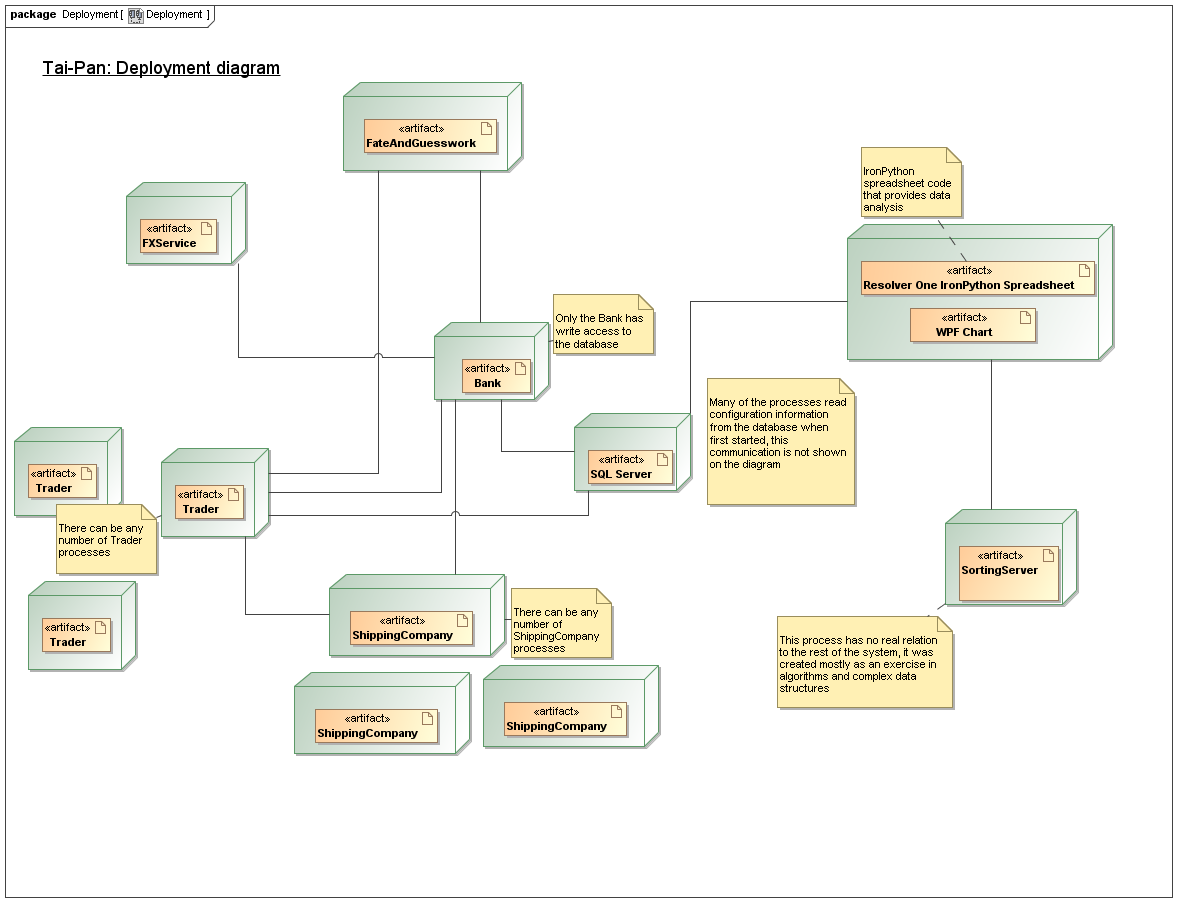 package Deployment [ Deployment ]
Tai-Pan: Deployment diagram
«artifact»
FateAndGuesswork
IronPython
spreadsheet code
that provides data
analysis
«artifact»
FXService
«artifact»
Resolver One IronPython Spreadsheet
«artifact»
WPF Chart
Only the Bank has
write access to
the database
«artifact»
Bank
Many of the processes read
configuration information
from the database when
first started, this
communication is not shown
on the diagram
«artifact»
SQL Server
«artifact»
Trader
«artifact»
Trader
There can be any
number of Trader
processes
«artifact»
SortingServer
«artifact»
Trader
«artifact»
ShippingCompany
There can be any
number of
ShippingCompany
processes
This process has no real relation
to the rest of the system, it was
created mostly as an exercise in
algorithms and complex data
structures
«artifact»
ShippingCompany
«artifact»
ShippingCompany